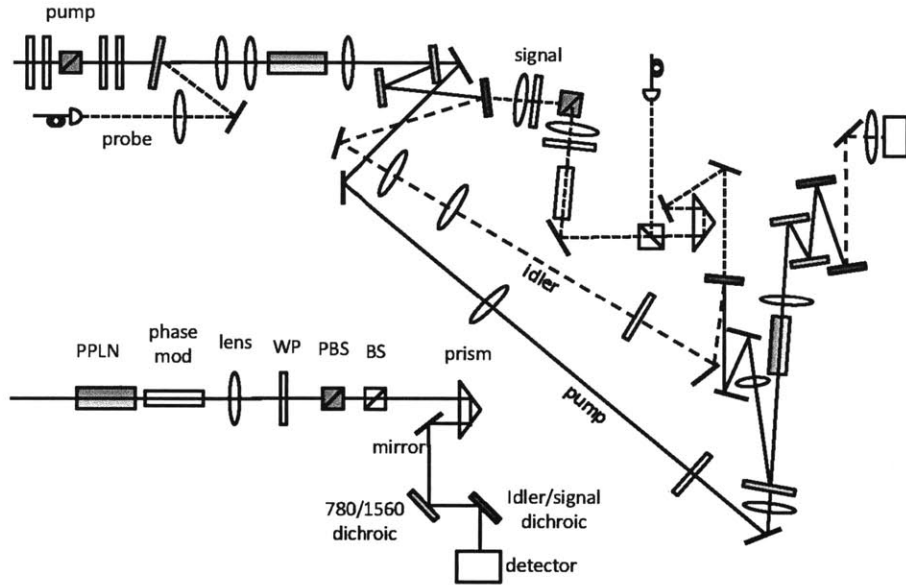 pump
signal
probe
idler
pump
PPLN
phase
mod
lens
WP
PBS
BS
prism
mirror
780/1560
dichroic
Idler/signal
dichroic
detector